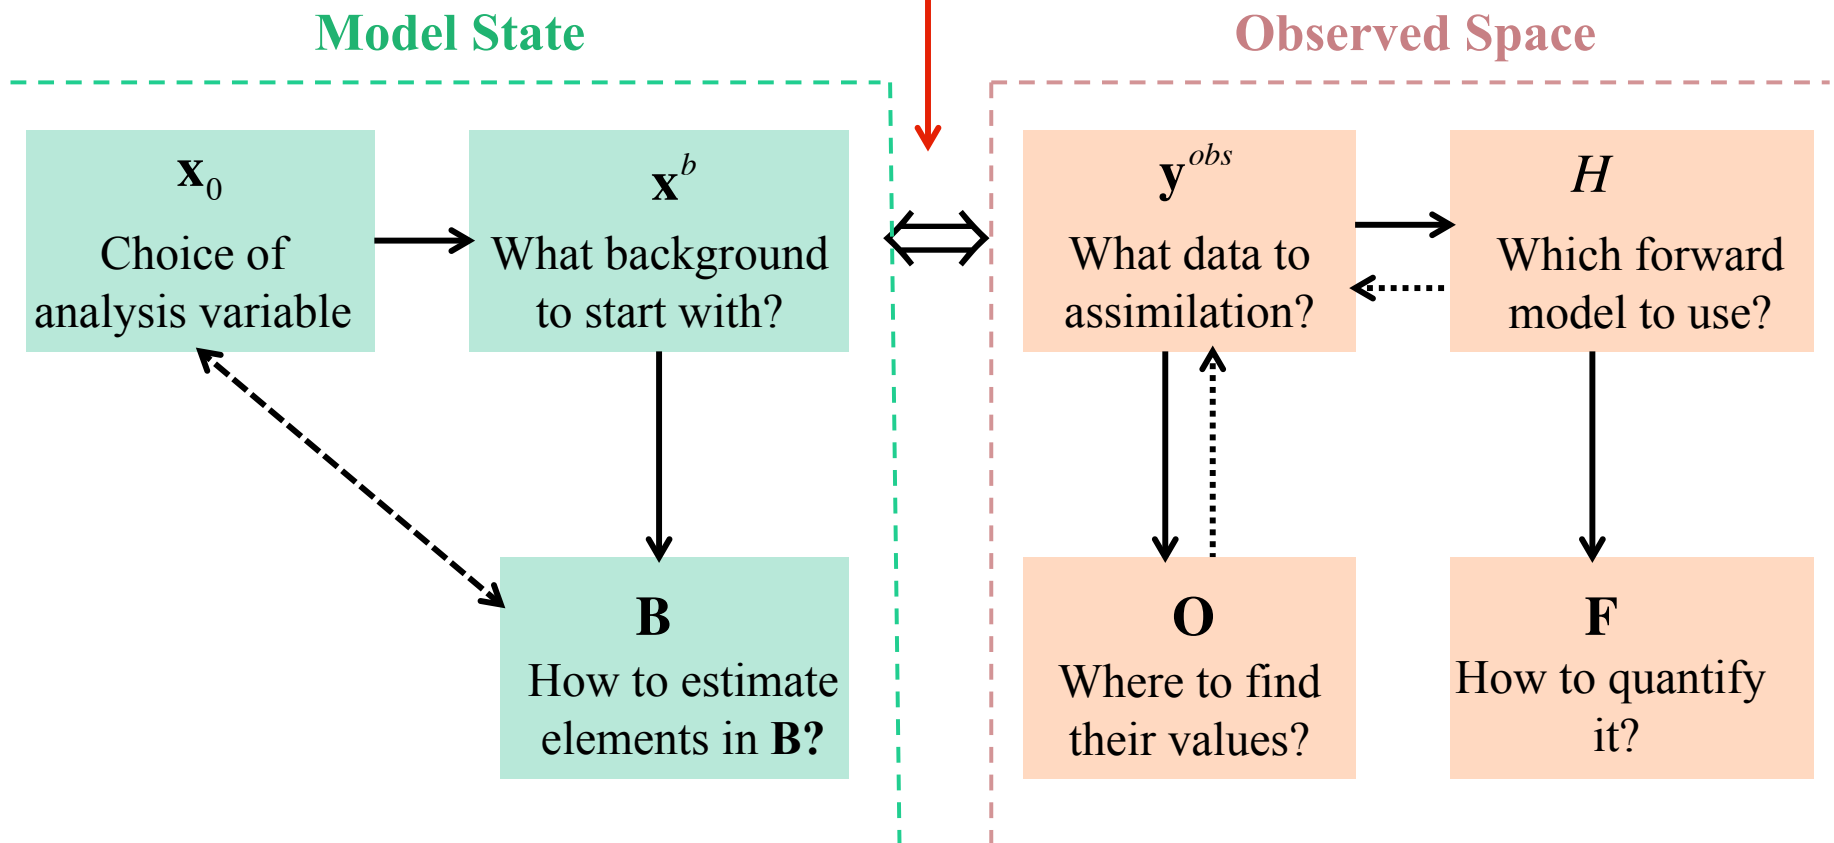 Model State
Observed Space
x₀
Choice of
analysis variable
xᵇ
What background
to start with?
y^obs
What data to
assimilation?
H
Which forward
model to use?
B
How to estimate
elements in B?
O
Where to find
their values?
F
How to quantify
it?